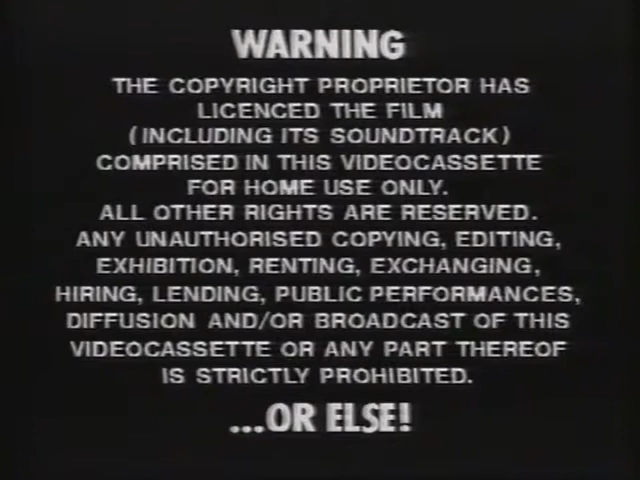 WARNING
THE COPYRIGHT PROPRIETOR HAS
LICENCED THE FILM
(INCLUDING ITS SOUNDTRACK)
COMPRISED IN THIS VIDEOCASSETTE
FOR HOME USE ONLY.
ALL OTHER RIGHTS ARE RESERVED.
ANY UNAUTHORISED COPYING, EDITING,
EXHIBITION, RENTING, EXCHANGING,
HIRING, LENDING, PUBLIC PERFORMANCES,
DIFFUSION AND/OR BROADCAST OF THIS
VIDEOCASSETTE OR ANY PART THEREOF
IS STRICTLY PROHIBITED.
...OR ELSE!